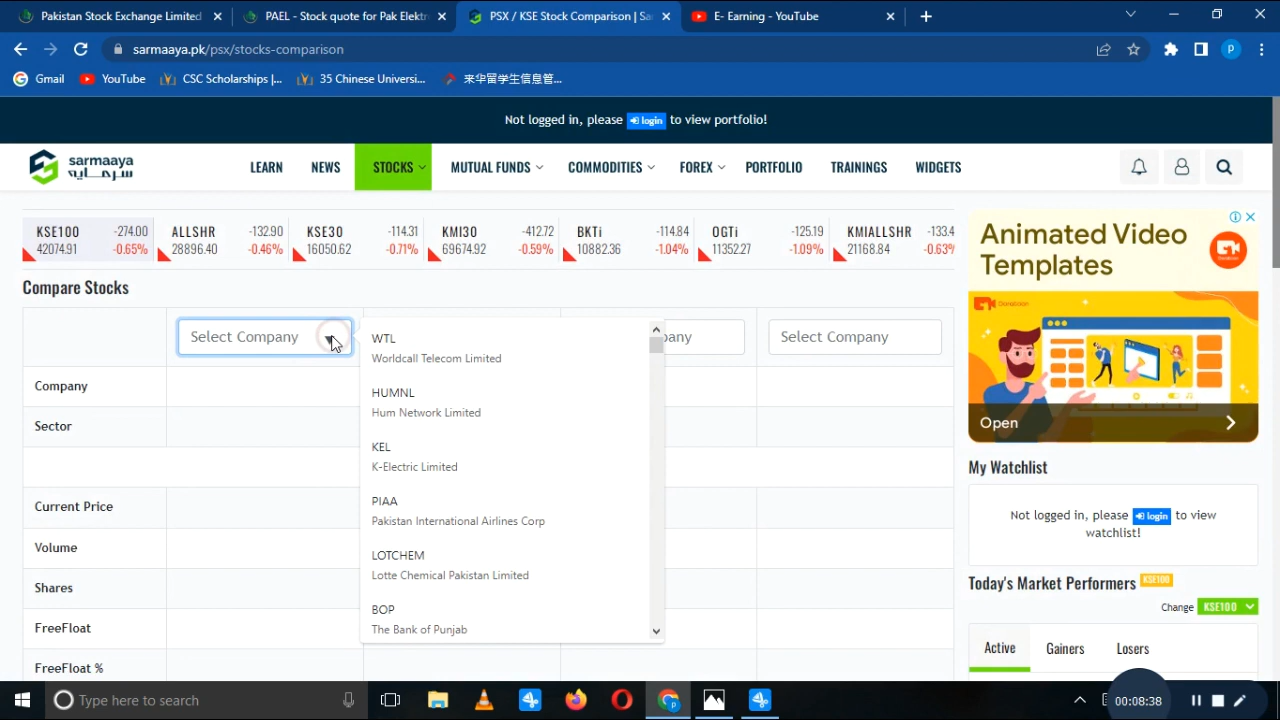 Pakistan Stock Exchange Limited
PAEL - Stock quote for Pak Elektr
PSX / KSE Stock Comparison | Sa
E- Earning - YouTube
sarmaaya.pk/psx/stocks-comparison
P
Gmail
YouTube
CSC Scholarships |...
35 Chinese Universi...
来华留学生信息管...
Not logged in, please login to view portfolio!
sarmaaya
سرمایہ
LEARN
NEWS
STOCKS
MUTUAL FUNDS
COMMODITIES
FOREX
PORTFOLIO
TRAININGS
WIDGETS
KSE100 -274.00
42074.91 -0.65%
ALLSHR -132.90
28896.40 -0.46%
KSE30 -114.31
16050.62 -0.71%
KMI30 -412.72
69674.92 -0.59%
BKTi -114.84
10882.36 -1.04%
OGTi -125.19
11352.27 -1.09%
KMIALLSHR -133.4
21168.84 -0.63%
Animated Video
Templates
Open
Compare Stocks
Select Company
pany
Select Company
WTL
Worldcall Telecom Limited
HUMNL
Hum Network Limited
KEL
K-Electric Limited
PIAA
Pakistan International Airlines Corp
LOTCHEM
Lotte Chemical Pakistan Limited
BOP
The Bank of Punjab
Company
Sector
Current Price
Volume
Shares
FreeFloat
FreeFloat %
My Watchlist
Not logged in, please login to view
watchlist!
Today's Market Performers KSE100
Change KSE100
Active
Gainers
Losers
Type here to search
00:08:38